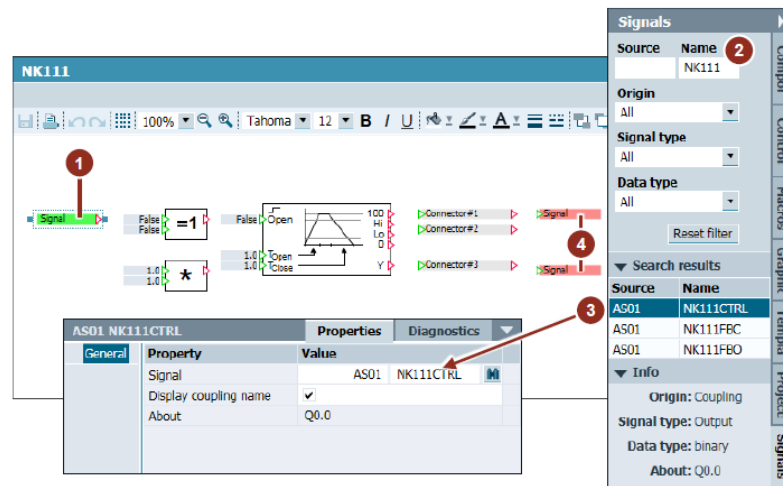 Signals
Source Name 2
NK111
Origin
All
Signal type
All
Data type
All
Reset filter
Search results
Source Name
AS01 NK111CTRL
AS01 NK111FBC
AS01 NK111FBO
Info
Origin: Coupling
Signal type: Output
Data type: binary
About: Q0.0
Control
Graphic
Project
Signals
NK111
100% Tahoma 12 B I U A
1
Signal
False
False
=1
False Open
100
Hi
Lo
0
Connector#1
Connector#2
Signal
4
1.0
1.0
*
1.0 TOpen
1.0 TClose
Y
Connector#3
Signal
3
AS01 NK111CTRL Properties Diagnostics
General Property Value
Signal AS01 NK111CTRL
Display coupling name
About Q0.0